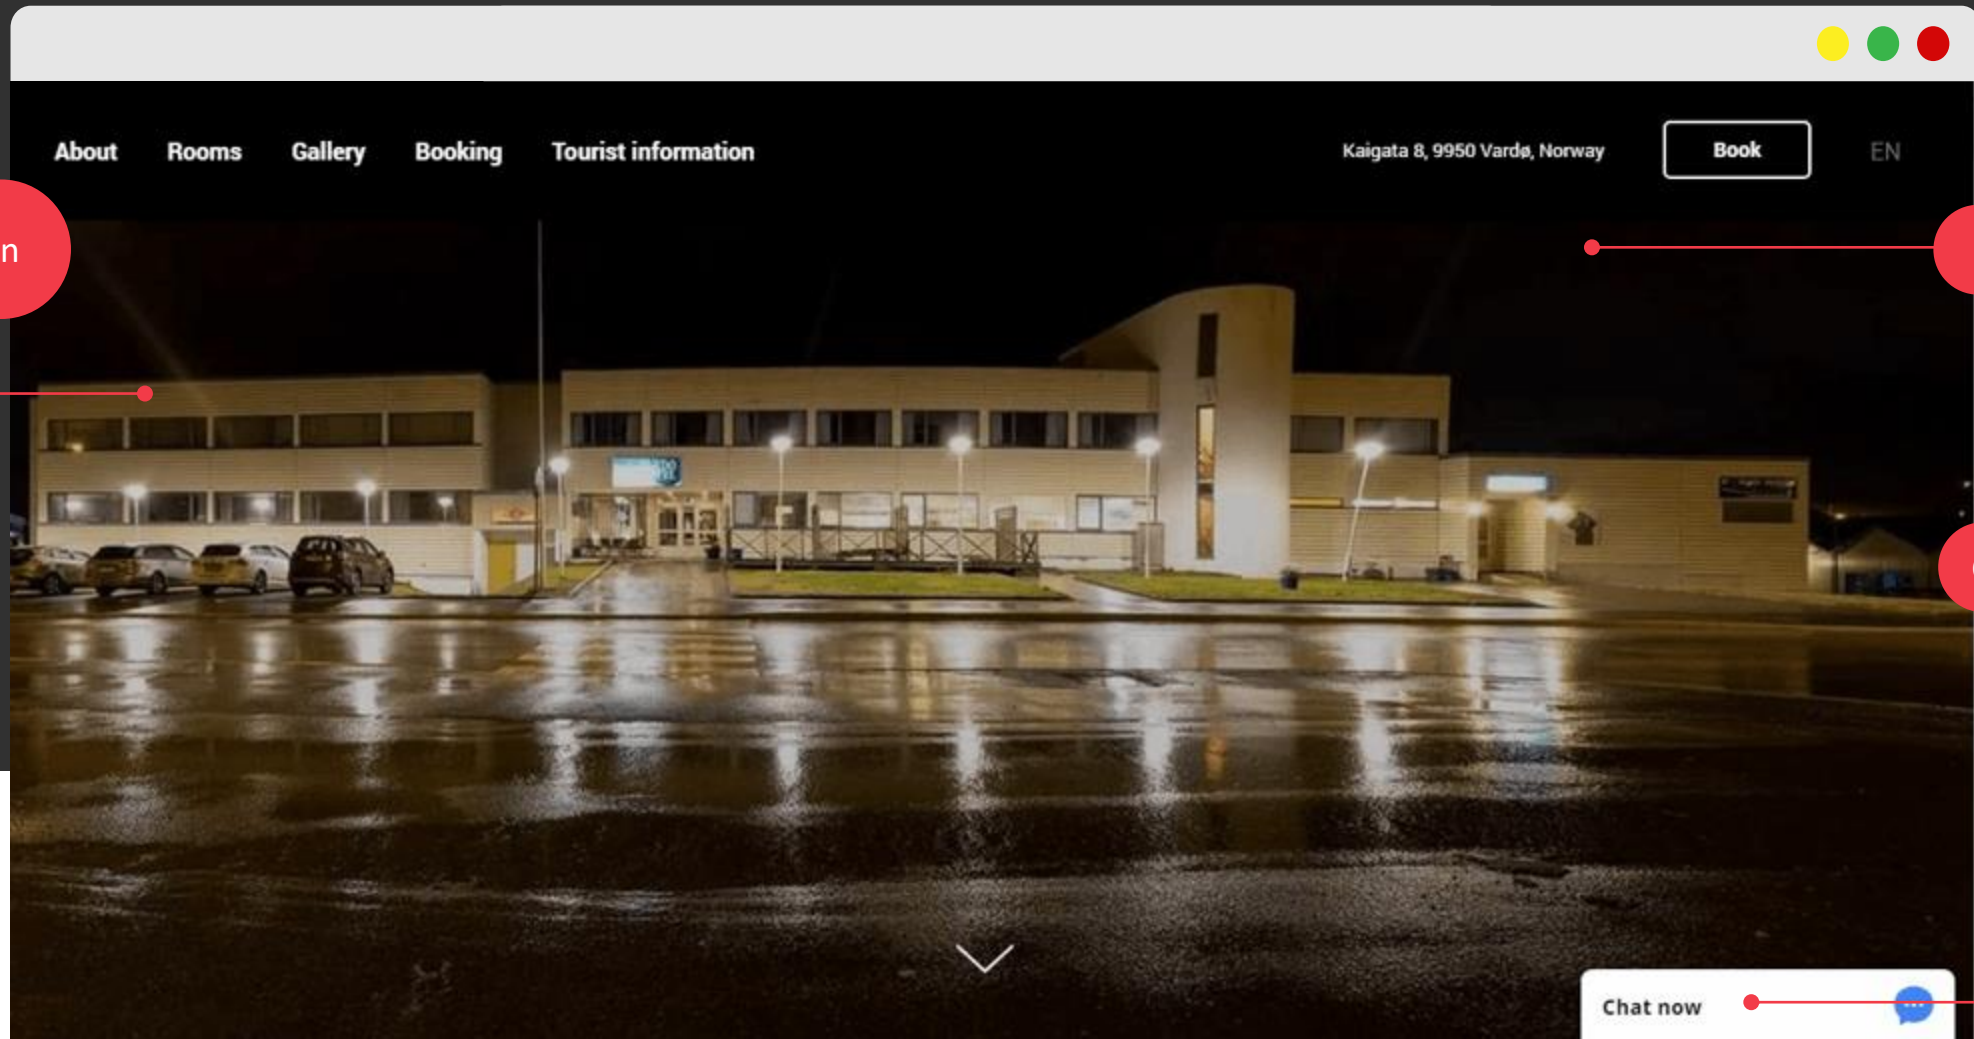 About Rooms Gallery Booking Tourist information Kaigata 8, 9950 Vardø, Norway Book EN
n
Chat now